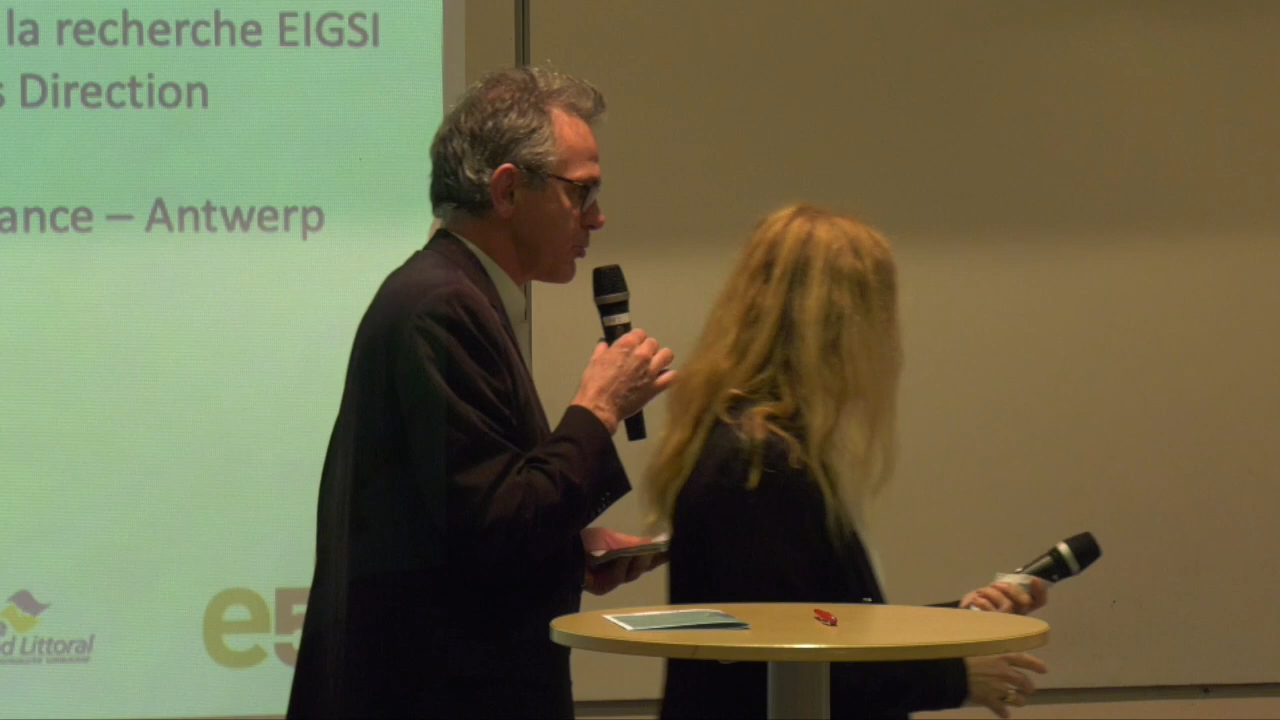 la recherche EIGSI
s Direction
ance – Antwerp
d Littoral
e5